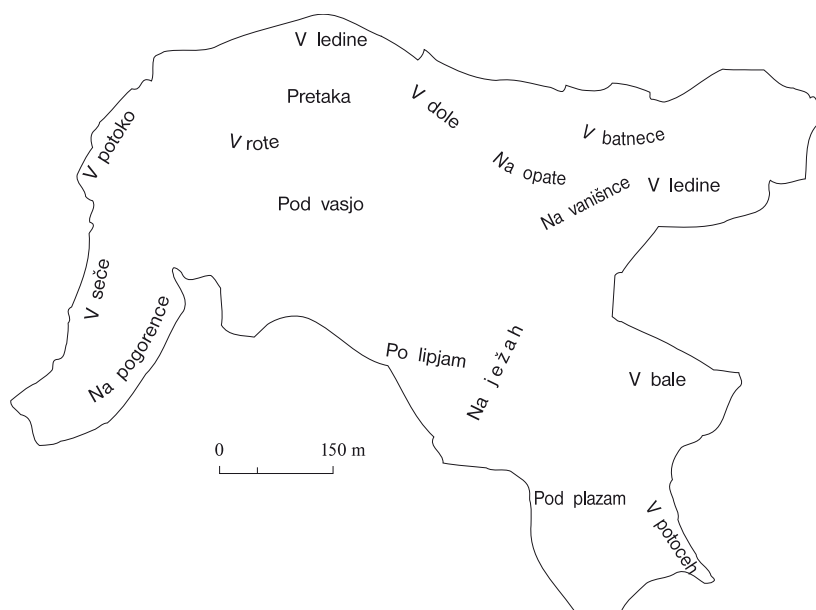 V ledine
Pretaka
V dole
V potoko
V rote
V batnece
Na opate
Na vanišnce
V ledine
Pod vasjo
V seče
Na pogorence
Po lipjam
Na ježah
V bale
0 150 m
Pod plazam
V potoceh